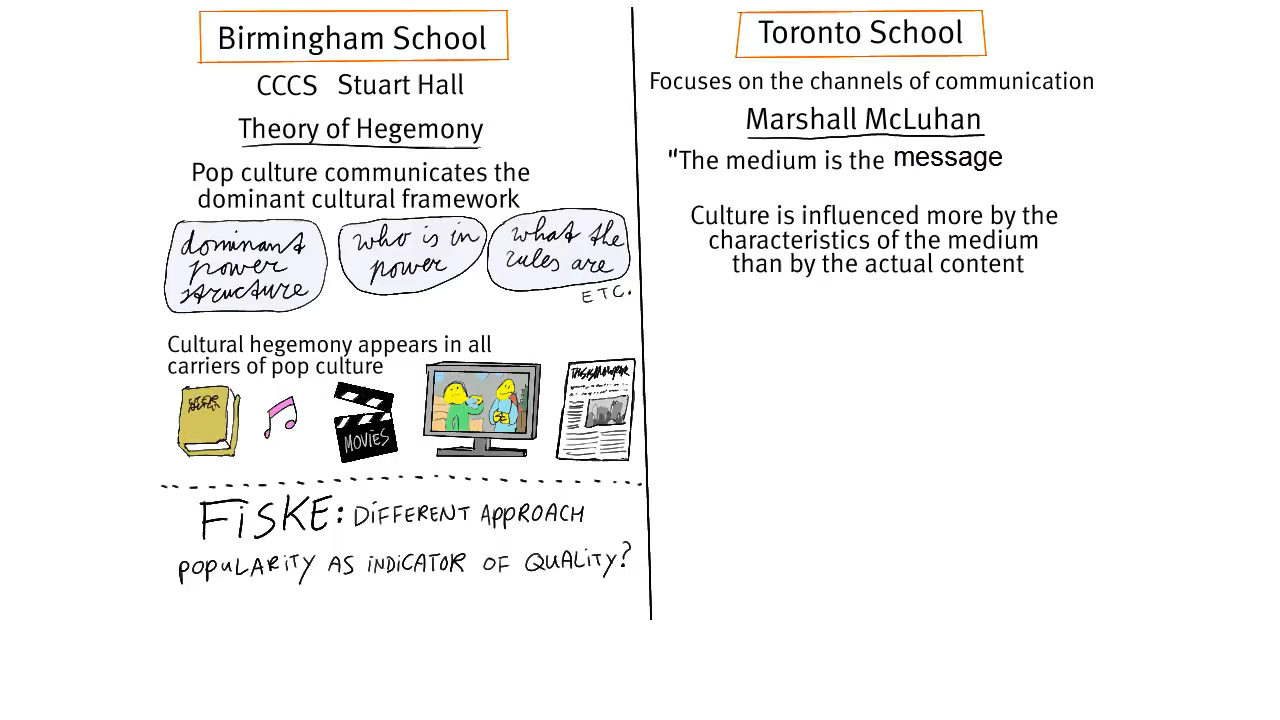 Birmingham School
CCCS Stuart Hall
Theory of Hegemony
Pop culture communicates the
dominant cultural framework
dominant
power
structure
who is in
power
what the
rules are
ETC.
Cultural hegemony appears in all
carriers of pop culture
MOVIES
FiSKE: DiFFERENT APPROACH
POPULARITY AS INDICATOR OF QUALITY?
Toronto School
Focuses on the channels of communication
Marshall McLuhan
"The medium is the message
Culture is influenced more by the
characteristics of the medium
than by the actual content